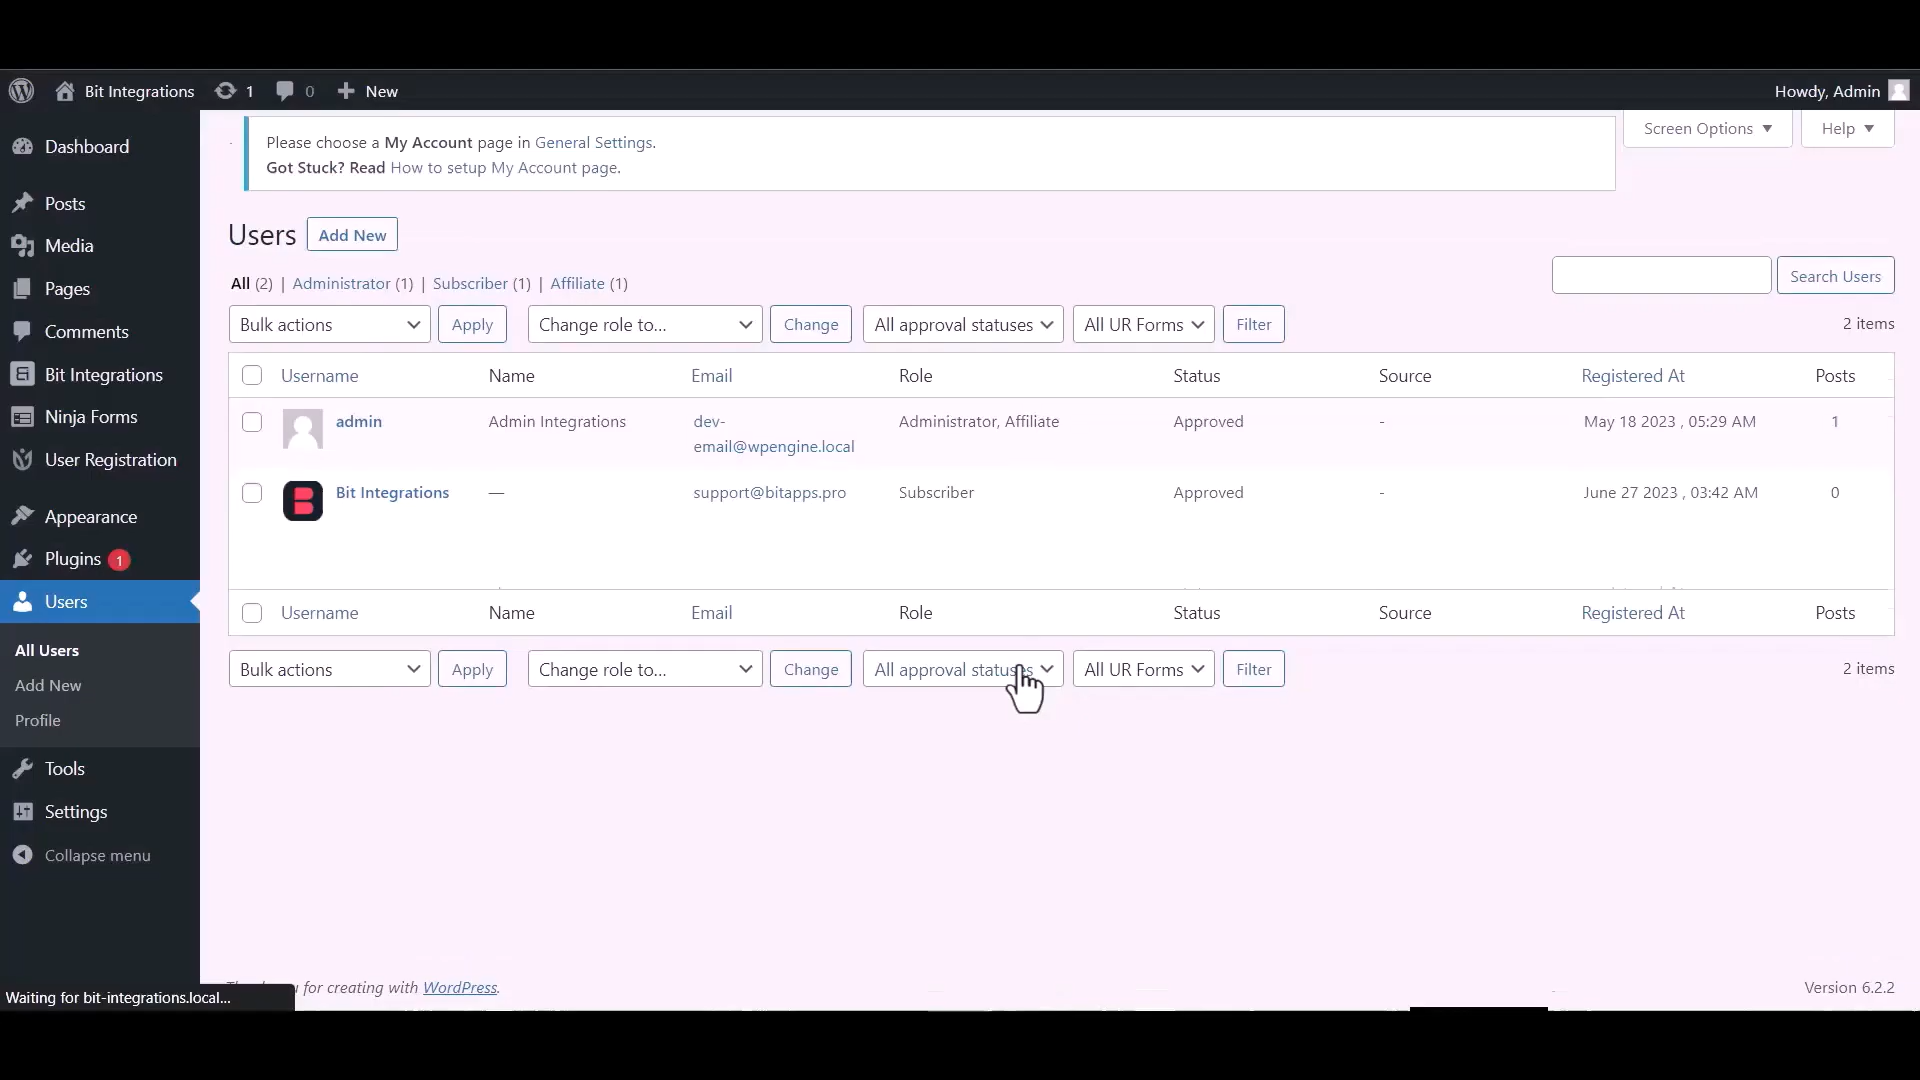 Bit Integrations 1 0 New Howdy, Admin
Screen Options Help
Please choose a My Account page in General Settings.
Got Stuck? Read How to setup My Account page.
Dashboard
Posts
Media
Pages
Comments
Bit Integrations
Ninja Forms
User Registration
Appearance
Plugins 1
Users
All Users
Add New
Profile
Tools
Settings
Collapse menu
Users Add New
All (2) | Administrator (1) | Subscriber (1) | Affiliate (1)
Search Users
Bulk actions Apply Change role to... Change All approval statuses All UR Forms Filter 2 items
Username Name Email Role Status Source Registered At Posts
admin Admin Integrations dev-email@wpengine.local Administrator, Affiliate Approved - May 18 2023 , 05:29 AM 1
Bit Integrations — support@bitapps.pro Subscriber Approved - June 27 2023 , 03:42 AM 0
Username Name Email Role Status Source Registered At Posts
Bulk actions Apply Change role to... Change All approval statuses All UR Forms Filter 2 items
for creating with WordPress. Version 6.2.2
Waiting for bit-integrations.local...